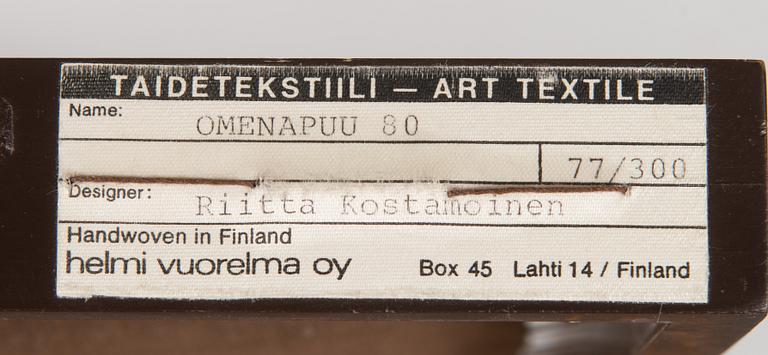 TAIDETEKSTIILI — ART TEXTILE
Name: OMENAPUU 80
77/300
Designer: Riitta Kostamoinen
Handwoven in Finland
helmi vuorelma oy Box 45 Lahti 14 / Finland